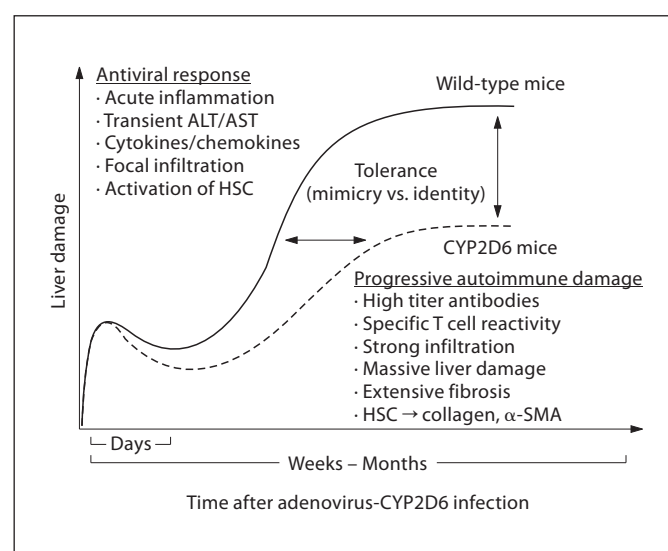 Antiviral response
· Acute inflammation
· Transient ALT/AST
· Cytokines/chemokines
· Focal infiltration
· Activation of HSC
Wild-type mice
Tolerance
(mimicry vs. identity)
CYP2D6 mice
Progressive autoimmune damage
· High titer antibodies
· Specific T cell reactivity
· Strong infiltration
· Massive liver damage
· Extensive fibrosis
· HSC → collagen, α-SMA
Liver damage
Days
Weeks – Months
Time after adenovirus-CYP2D6 infection